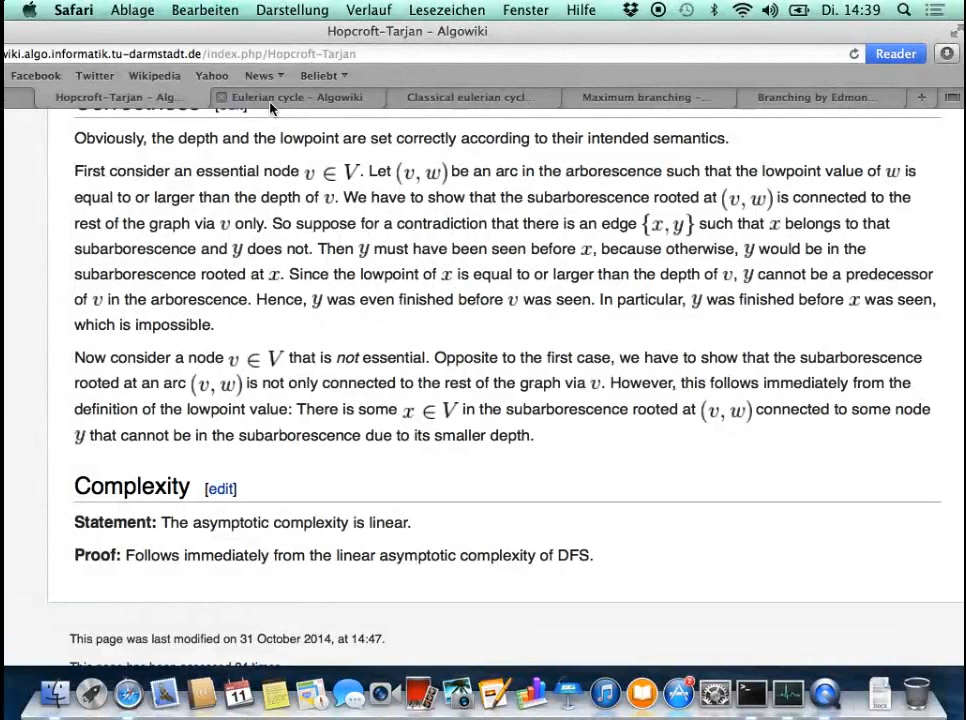 Safari Ablage Bearbeiten Darstellung Verlauf Lesezeichen Fenster Hilfe Di. 14:39
Hopcroft-Tarjan – Algowiki
wiki.algo.informatik.tu-darmstadt.de/index.php/Hopcroft-Tarjan Reader
Facebook Twitter Wikipedia Yahoo News Beliebt
Hopcroft-Tarjan – Alg... Eulerian cycle – Algowiki Classical eulerian cycl... Maximum branching –... Branching by Edmon... +
[edit]
Obviously, the depth and the lowpoint are set correctly according to their intended semantics.
First consider an essential node v ∈ V. Let (v, w) be an arc in the arborescence such that the lowpoint value of w is
equal to or larger than the depth of v. We have to show that the subarborescence rooted at (v, w) is connected to the
rest of the graph via v only. So suppose for a contradiction that there is an edge {x, y} such that x belongs to that
subarborescence and y does not. Then y must have been seen before x, because otherwise, y would be in the
subarborescence rooted at x. Since the lowpoint of x is equal to or larger than the depth of v, y cannot be a predecessor
of v in the arborescence. Hence, y was even finished before v was seen. In particular, y was finished before x was seen,
which is impossible.
Now consider a node v ∈ V that is not essential. Opposite to the first case, we have to show that the subarborescence
rooted at an arc (v, w) is not only connected to the rest of the graph via v. However, this follows immediately from the
definition of the lowpoint value: There is some x ∈ V in the subarborescence rooted at (v, w) connected to some node
y that cannot be in the subarborescence due to its smaller depth.
Complexity [edit]
Statement: The asymptotic complexity is linear.
Proof: Follows immediately from the linear asymptotic complexity of DFS.
This page was last modified on 31 October 2014, at 14:47.
11